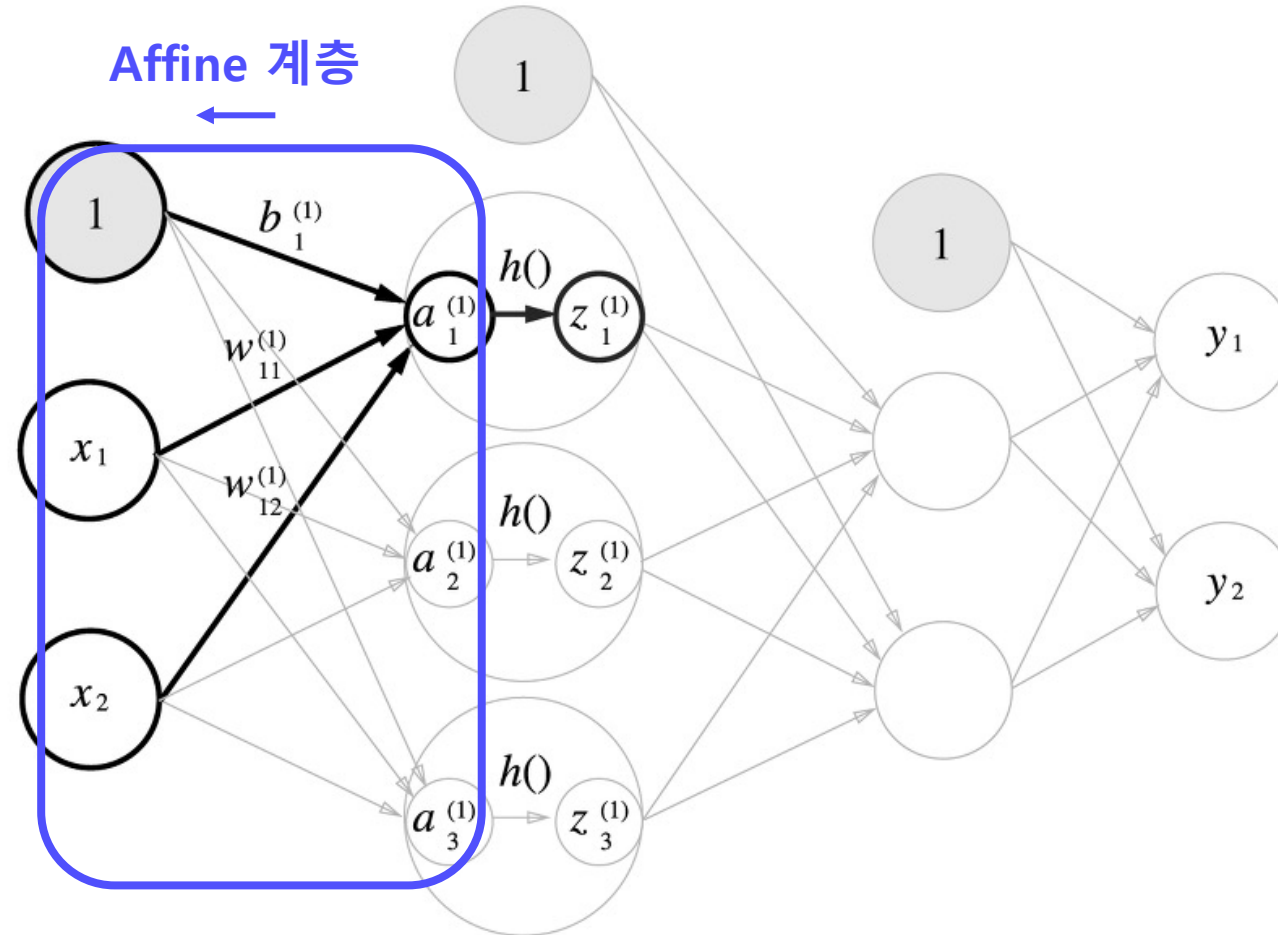 Affine 계층
1
1
b₁⁽¹⁾
1
h()
a₁⁽¹⁾
z₁⁽¹⁾
w₁₁⁽¹⁾
y₁
x₁
w₁₂⁽¹⁾
h()
a₂⁽¹⁾
z₂⁽¹⁾
y₂
x₂
h()
a₃⁽¹⁾
z₃⁽¹⁾